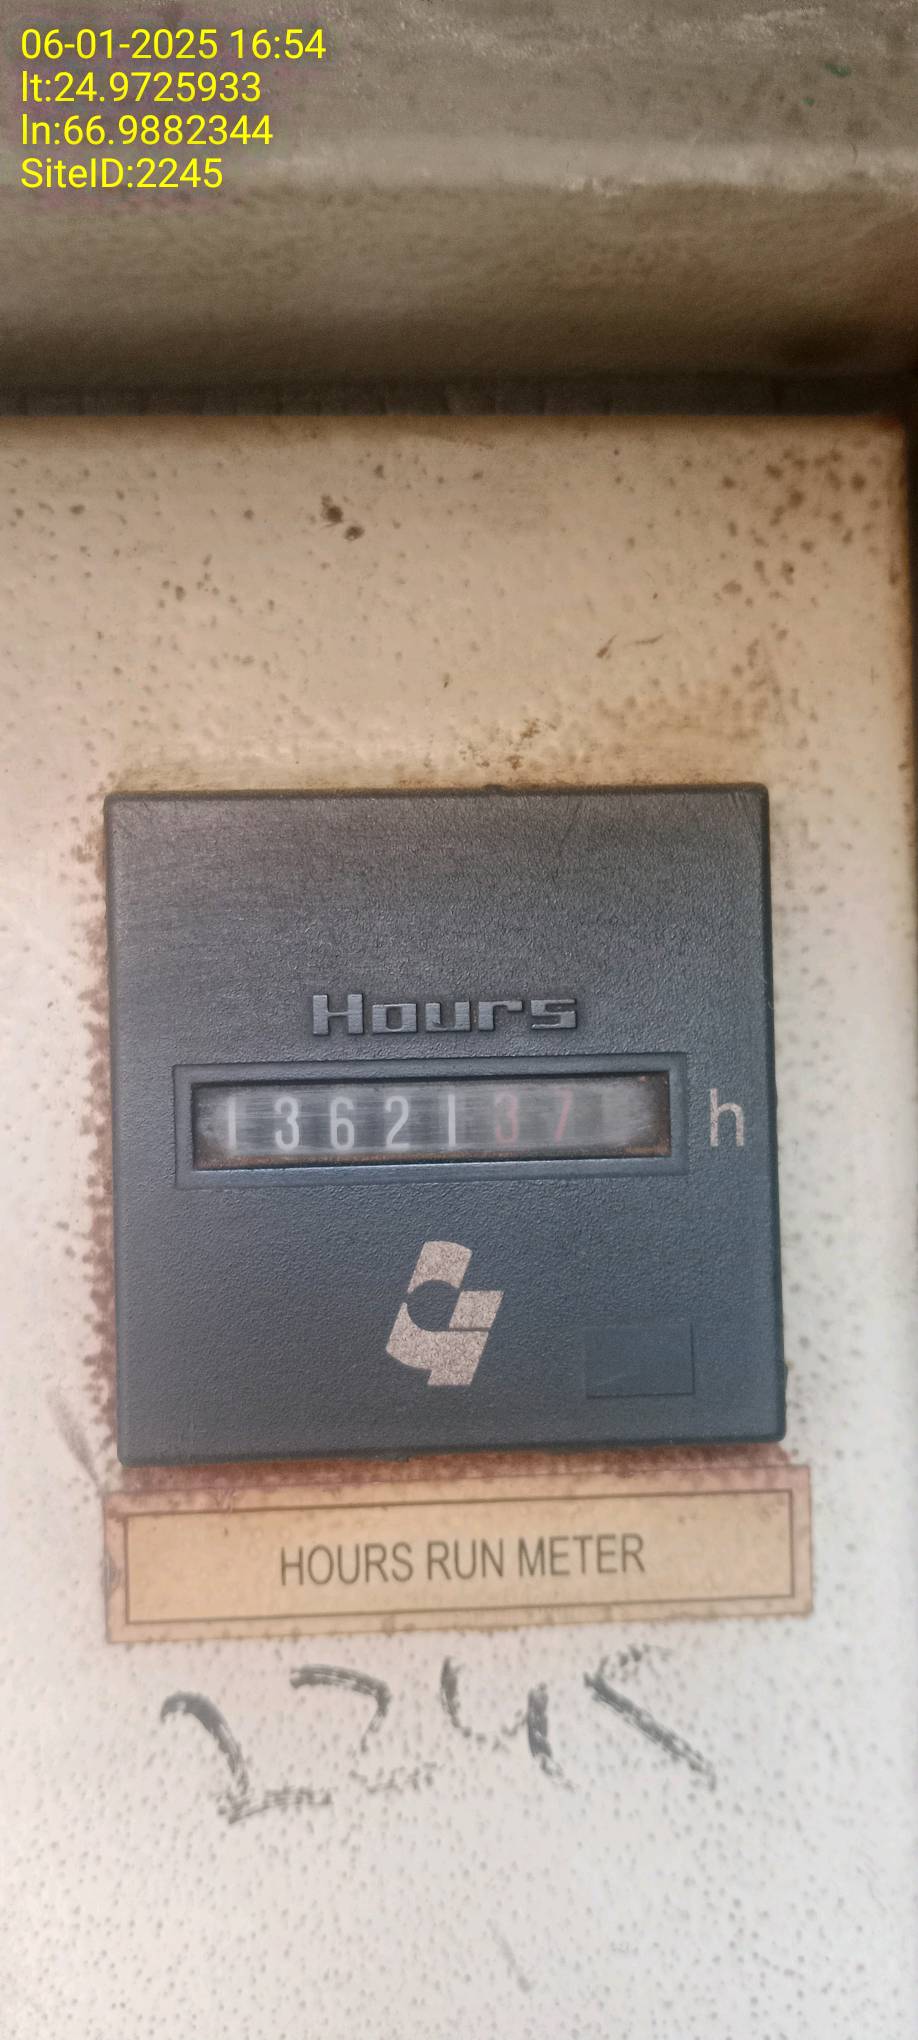 06-01-2025 16:54
lt:24.9725933
ln:66.9882344
SiteID:2245
Hours
1362137 h
HOURS RUN METER
2245